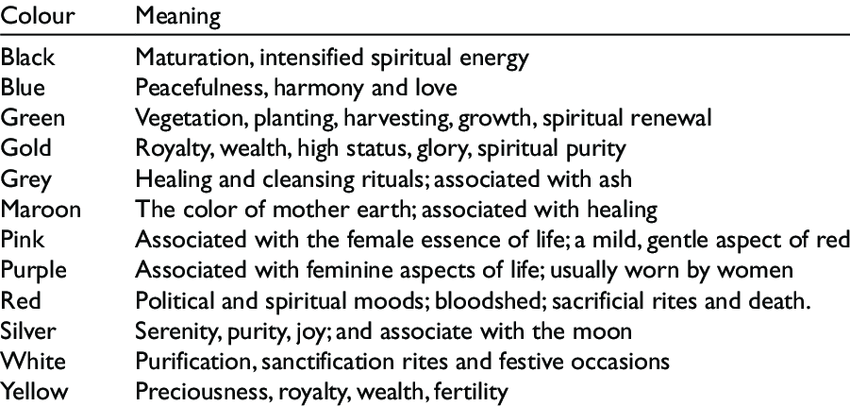 Colour Meaning
Black Maturation, intensified spiritual energy
Blue Peacefulness, harmony and love
Green Vegetation, planting, harvesting, growth, spiritual renewal
Gold Royalty, wealth, high status, glory, spiritual purity
Grey Healing and cleansing rituals; associated with ash
Maroon The color of mother earth; associated with healing
Pink Associated with the female essence of life; a mild, gentle aspect of red
Purple Associated with feminine aspects of life; usually worn by women
Red Political and spiritual moods; bloodshed; sacrificial rites and death.
Silver Serenity, purity, joy; and associate with the moon
White Purification, sanctification rites and festive occasions
Yellow Preciousness, royalty, wealth, fertility